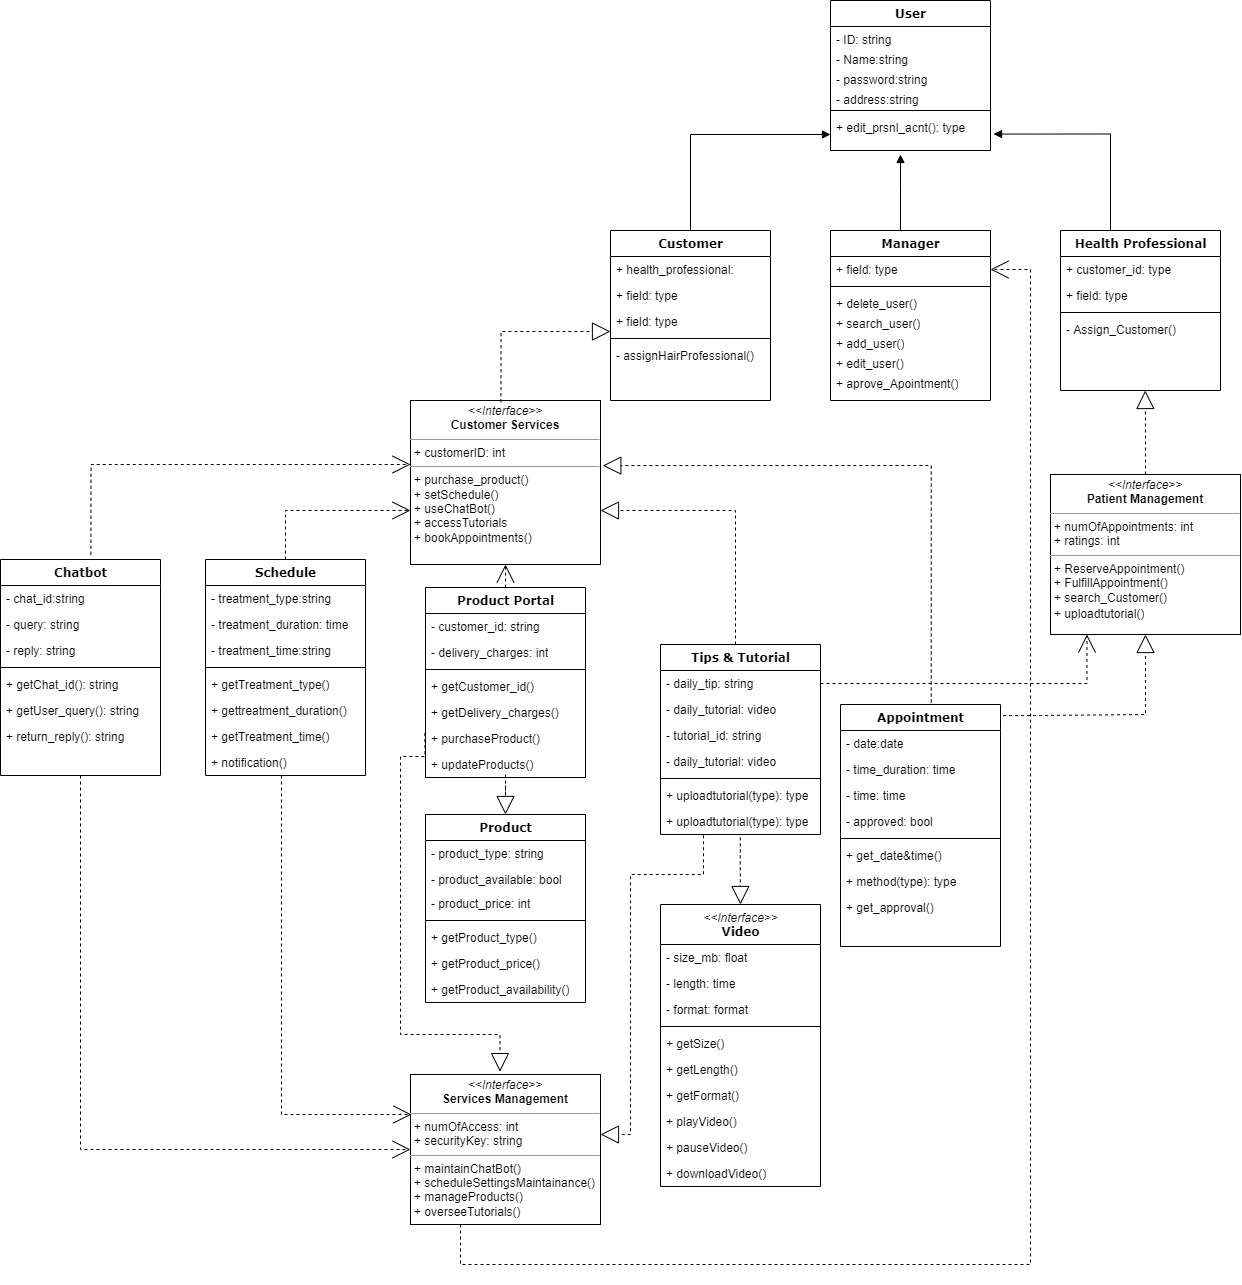 User
- ID: string
- Name:string
- password:string
- address:string
+ edit_prsnl_acnt(): type
Customer
+ health_professional:
+ field: type
+ field: type
- assignHairProfessional()
Manager
+ field: type
+ delete_user()
+ search_user()
+ add_user()
+ edit_user()
+ aprove_Apointment()
Health Professional
+ customer_id: type
+ field: type
- Assign_Customer()
<<Interface>>
Customer Services
+ customerID: int
+ purchase_product()
+ setSchedule()
+ useChatBot()
+ accessTutorials
+ bookAppointments()
<<Interface>>
Patient Management
+ numOfAppointments: int
+ ratings: int
+ ReserveAppointment()
+ FulfillAppointment()
+ search_Customer()
+ uploadtutorial()
Chatbot
- chat_id:string
- query: string
- reply: string
+ getChat_id(): string
+ getUser_query(): string
+ return_reply(): string
Schedule
- treatment_type:string
- treatment_duration: time
- treatment_time:string
+ getTreatment_type()
+ gettreatment_duration()
+ getTreatment_time()
+ notification()
Product Portal
- customer_id: string
- delivery_charges: int
+ getCustomer_id()
+ getDelivery_charges()
+ purchaseProduct()
+ updateProducts()
Tips & Tutorial
- daily_tip: string
- daily_tutorial: video
- tutorial_id: string
- daily_tutorial: video
+ uploadtutorial(type): type
+ uploadtutorial(type): type
Appointment
- date:date
- time_duration: time
- time: time
- approved: bool
+ get_date&time()
+ method(type): type
+ get_approval()
Product
- product_type: string
- product_available: bool
- product_price: int
+ getProduct_type()
+ getProduct_price()
+ getProduct_availability()
<<Interface>>
Video
- size_mb: float
- length: time
- format: format
+ getSize()
+ getLength()
+ getFormat()
+ playVideo()
+ pauseVideo()
+ downloadVideo()
<<Interface>>
Services Management
+ numOfAccess: int
+ securityKey: string
+ maintainChatBot()
+ scheduleSettingsMaintainance()
+ manageProducts()
+ overseeTutorials()